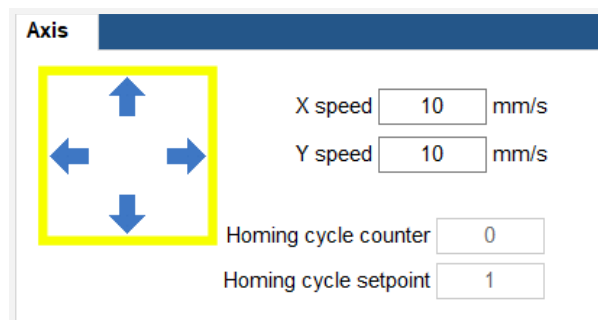 Axis
X speed 10 mm/s
Y speed 10 mm/s
Homing cycle counter 0
Homing cycle setpoint 1